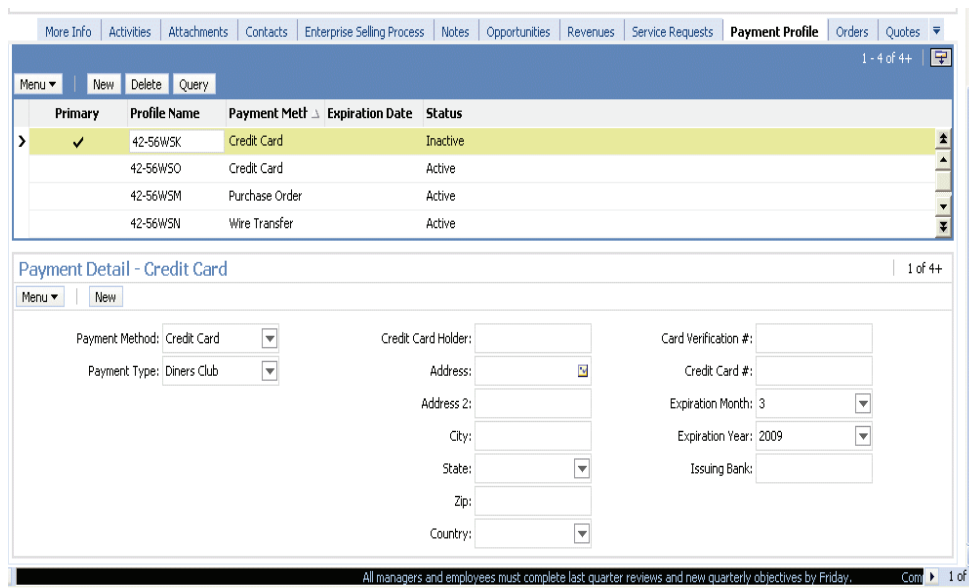 More Info Activities Attachments Contacts Enterprise Selling Process Notes Opportunities Revenues Service Requests Payment Profile Orders Quotes
1 - 4 of 4+
Menu New Delete Query
Primary Profile Name Payment Meth Expiration Date Status
42-56WSK Credit Card Inactive
42-56WSO Credit Card Active
42-56WSM Purchase Order Active
42-56WSN Wire Transfer Active
Payment Detail - Credit Card 1 of 4+
Menu New
Payment Method: Credit Card Credit Card Holder: Card Verification #:
Payment Type: Diners Club Address: Credit Card #:
Address 2: Expiration Month: 3
City: Expiration Year: 2009
State: Issuing Bank:
Zip:
Country:
All managers and employees must complete last quarter reviews and new quarterly objectives by Friday. Com 1 of